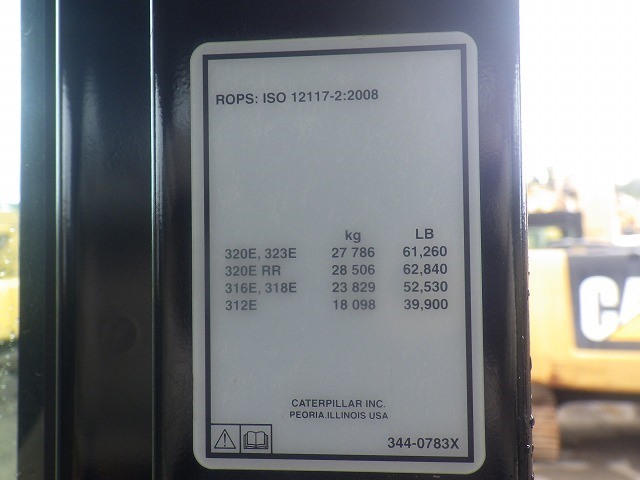 ROPS: ISO 12117-2:2008
kg LB
320E, 323E 27 786 61,260
320E RR 28 506 62,840
316E, 318E 23 829 52,530
312E 18 098 39,900
CATERPILLAR INC.
PEORIA.ILLINOIS USA
344-0783X